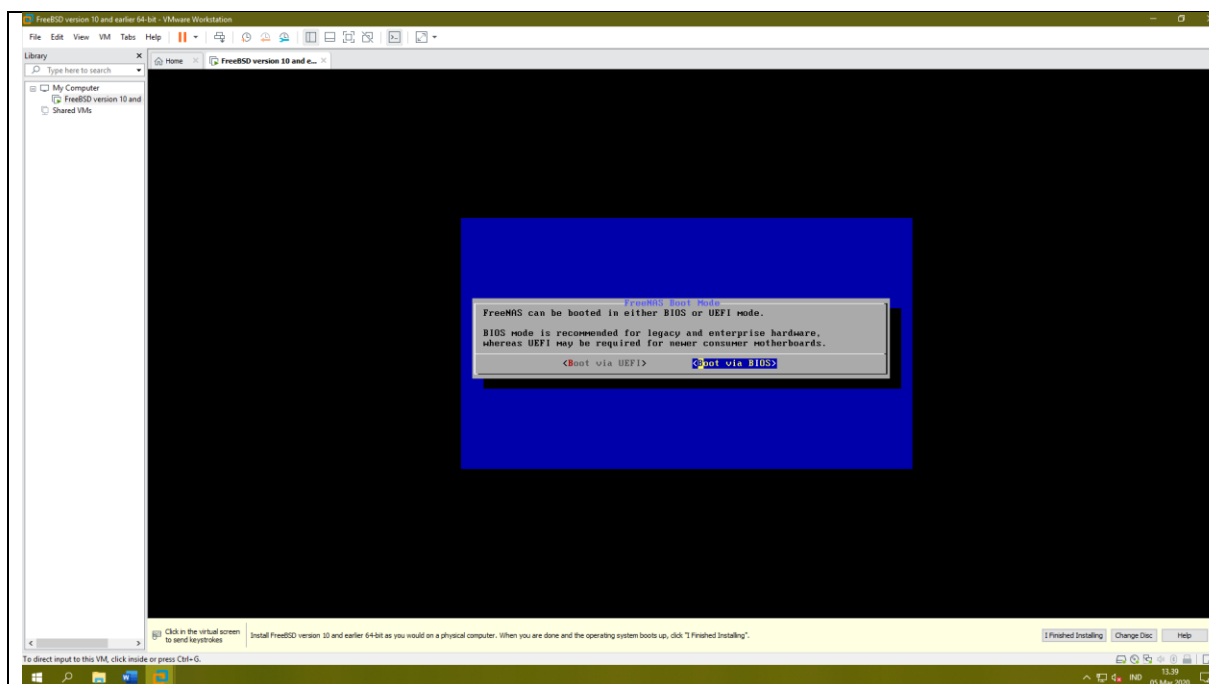 FreeBSD version 10 and earlier 64-bit - VMware Workstation
File Edit View VM Tabs Help
Library
Type here to search
My Computer
FreeBSD version 10 and
Shared VMs
Home
FreeBSD version 10 and e...
FreeNAS Boot Mode
FreeNAS can be booted in either BIOS or UEFI mode.
BIOS mode is recommended for legacy and enterprise hardware,
whereas UEFI may be required for newer consumer motherboards.
<Boot via UEFI> <Boot via BIOS>
Click in the virtual screen
to send keystrokes
Install FreeBSD version 10 and earlier 64-bit as you would on a physical computer. When you are done and the operating system boots up, click "I Finished Installing".
I Finished Installing Change Disc Help
To direct input to this VM, click inside or press Ctrl+G.
IND
13.39
05 Mar 2020